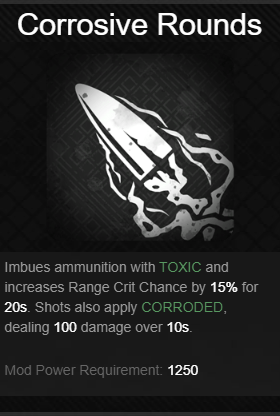 Corrosive Rounds
Imbues ammunition with TOXIC and
increases Range Crit Chance by 15% for
20s. Shots also apply CORRODED,
dealing 100 damage over 10s.
Mod Power Requirement: 1250